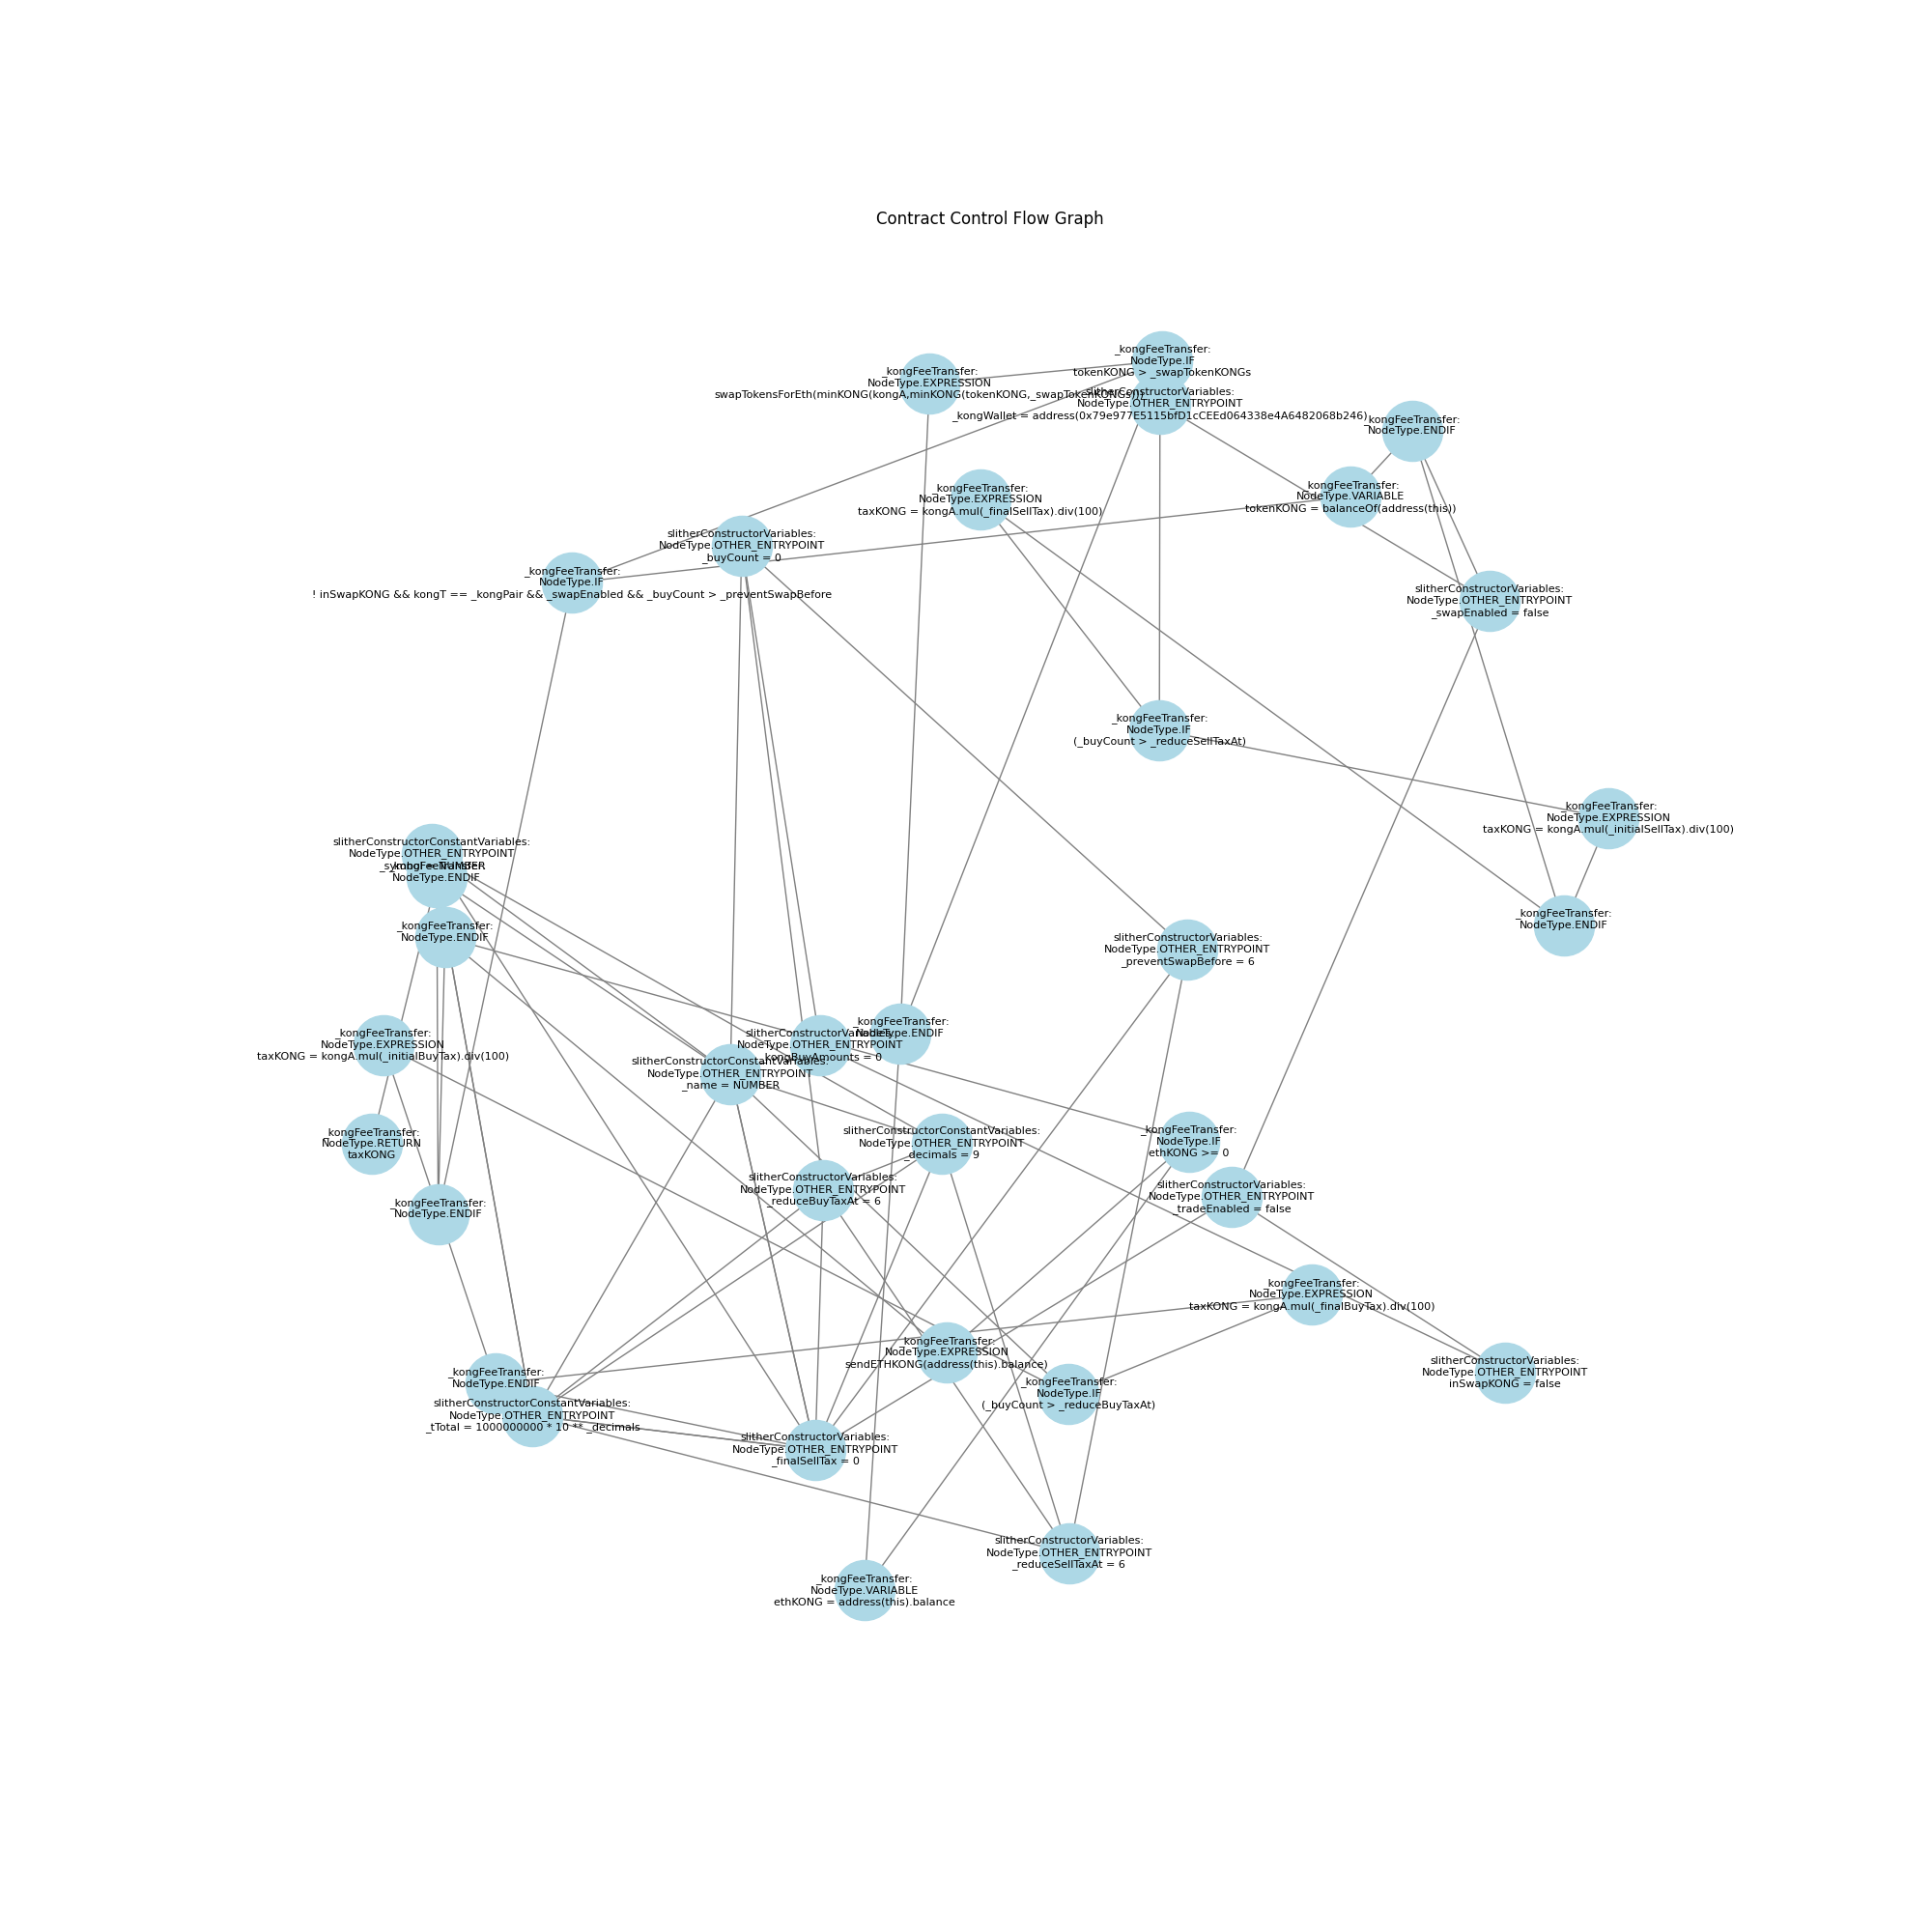 Contract Control Flow Graph
_kongFeeTransfer:
NodeType.IF
tokenKONG > _swapTokenKONGs
_kongFeeTransfer:
NodeType.EXPRESSION
swapTokensForEth(minKONG(kongA,minKONG(tokenKONG,_swapTokenKONGs)))
slitherConstructorVariables:
NodeType.OTHER_ENTRYPOINT
_kongWallet = address(0x79e977E5115bfD1cCEEd064338e4A6482068b246)
_kongFeeTransfer:
NodeType.ENDIF
_kongFeeTransfer:
NodeType.VARIABLE
tokenKONG = balanceOf(address(this))
_kongFeeTransfer:
NodeType.EXPRESSION
taxKONG = kongA.mul(_finalSellTax).div(100)
slitherConstructorVariables:
NodeType.OTHER_ENTRYPOINT
_buyCount = 0
_kongFeeTransfer:
NodeType.IF
! inSwapKONG && kongT == _kongPair && _swapEnabled && _buyCount > _preventSwapBefore
slitherConstructorVariables:
NodeType.OTHER_ENTRYPOINT
_swapEnabled = false
_kongFeeTransfer:
NodeType.IF
(_buyCount > _reduceSellTaxAt)
_kongFeeTransfer:
NodeType.EXPRESSION
taxKONG = kongA.mul(_initialSellTax).div(100)
slitherConstructorConstantVariables:
NodeType.OTHER_ENTRYPOINT
_symbol = NUMBER
_kongFeeTransfer:
NodeType.ENDIF
_kongFeeTransfer:
NodeType.ENDIF
_kongFeeTransfer:
NodeType.ENDIF
slitherConstructorVariables:
NodeType.OTHER_ENTRYPOINT
_preventSwapBefore = 6
_kongFeeTransfer:
NodeType.EXPRESSION
taxKONG = kongA.mul(_initialBuyTax).div(100)
slitherConstructorVariables:
NodeType.OTHER_ENTRYPOINT
_kongBuyAmounts = 0
_kongFeeTransfer:
NodeType.ENDIF
slitherConstructorConstantVariables:
NodeType.OTHER_ENTRYPOINT
_name = NUMBER
_kongFeeTransfer:
NodeType.RETURN
taxKONG
slitherConstructorConstantVariables:
NodeType.OTHER_ENTRYPOINT
_decimals = 9
_kongFeeTransfer:
NodeType.IF
ethKONG >= 0
slitherConstructorVariables:
NodeType.OTHER_ENTRYPOINT
_reduceBuyTaxAt = 6
slitherConstructorVariables:
NodeType.OTHER_ENTRYPOINT
_tradeEnabled = false
_kongFeeTransfer:
NodeType.ENDIF
_kongFeeTransfer:
NodeType.EXPRESSION
taxKONG = kongA.mul(_finalBuyTax).div(100)
_kongFeeTransfer:
NodeType.EXPRESSION
sendETHKONG(address(this).balance)
slitherConstructorVariables:
NodeType.OTHER_ENTRYPOINT
inSwapKONG = false
_kongFeeTransfer:
NodeType.ENDIF
_kongFeeTransfer:
NodeType.IF
(_buyCount > _reduceBuyTaxAt)
slitherConstructorConstantVariables:
NodeType.OTHER_ENTRYPOINT
_tTotal = 1000000000 * 10 ** _decimals
slitherConstructorVariables:
NodeType.OTHER_ENTRYPOINT
_finalSellTax = 0
slitherConstructorVariables:
NodeType.OTHER_ENTRYPOINT
_reduceSellTaxAt = 6
_kongFeeTransfer:
NodeType.VARIABLE
ethKONG = address(this).balance